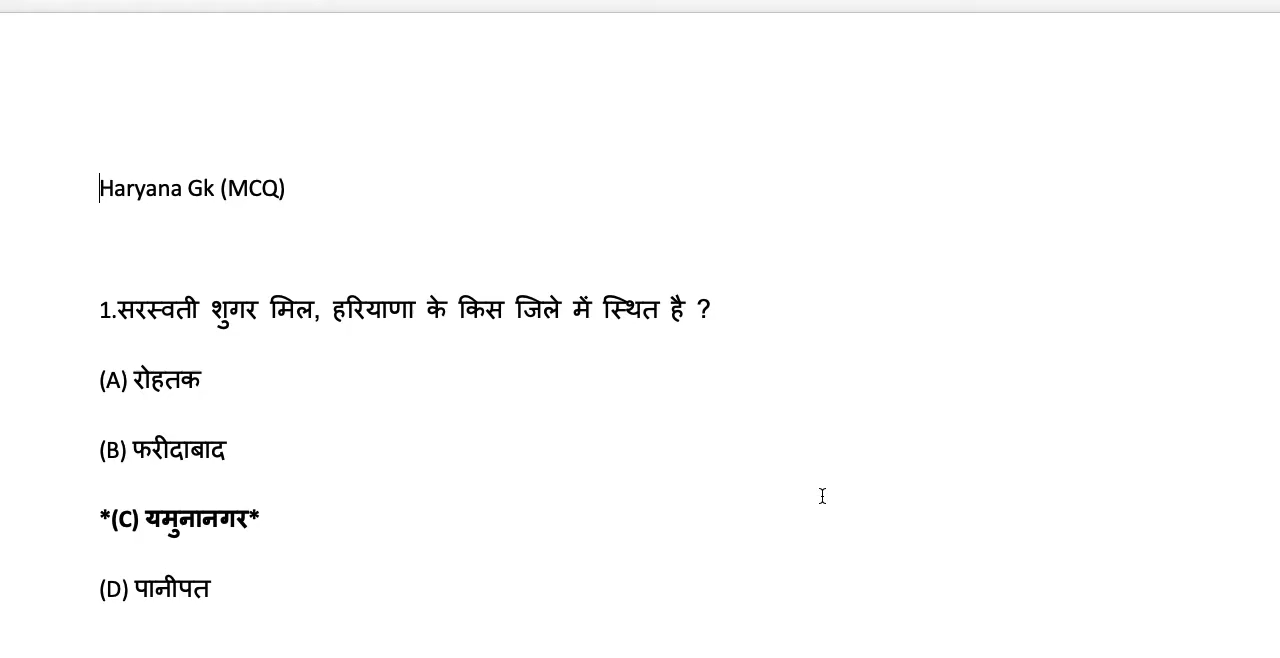 Haryana Gk (MCQ)
1.सरस्वती शुगर मिल, हरियाणा के किस जिले में स्थित है ?
(A) रोहतक
(B) फरीदाबाद
*(C) यमुनानगर*
(D) पानीपत